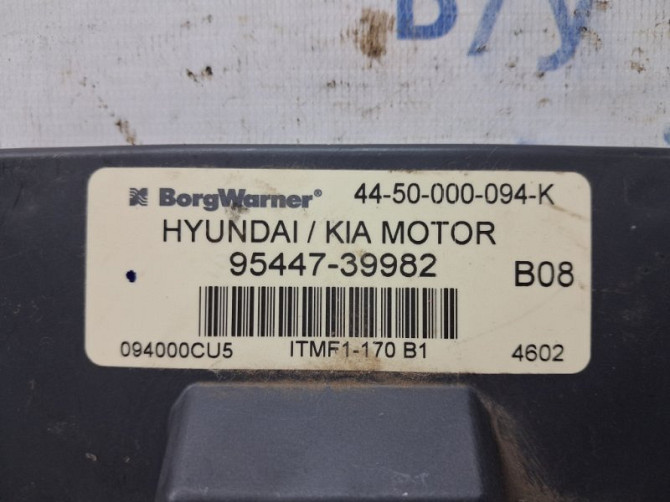 в/у
BorgWarner® 44-50-000-094-K
HYUNDAI / KIA MOTOR
95447-39982
B08
094000CU5 ITMF1-170 B1 4602